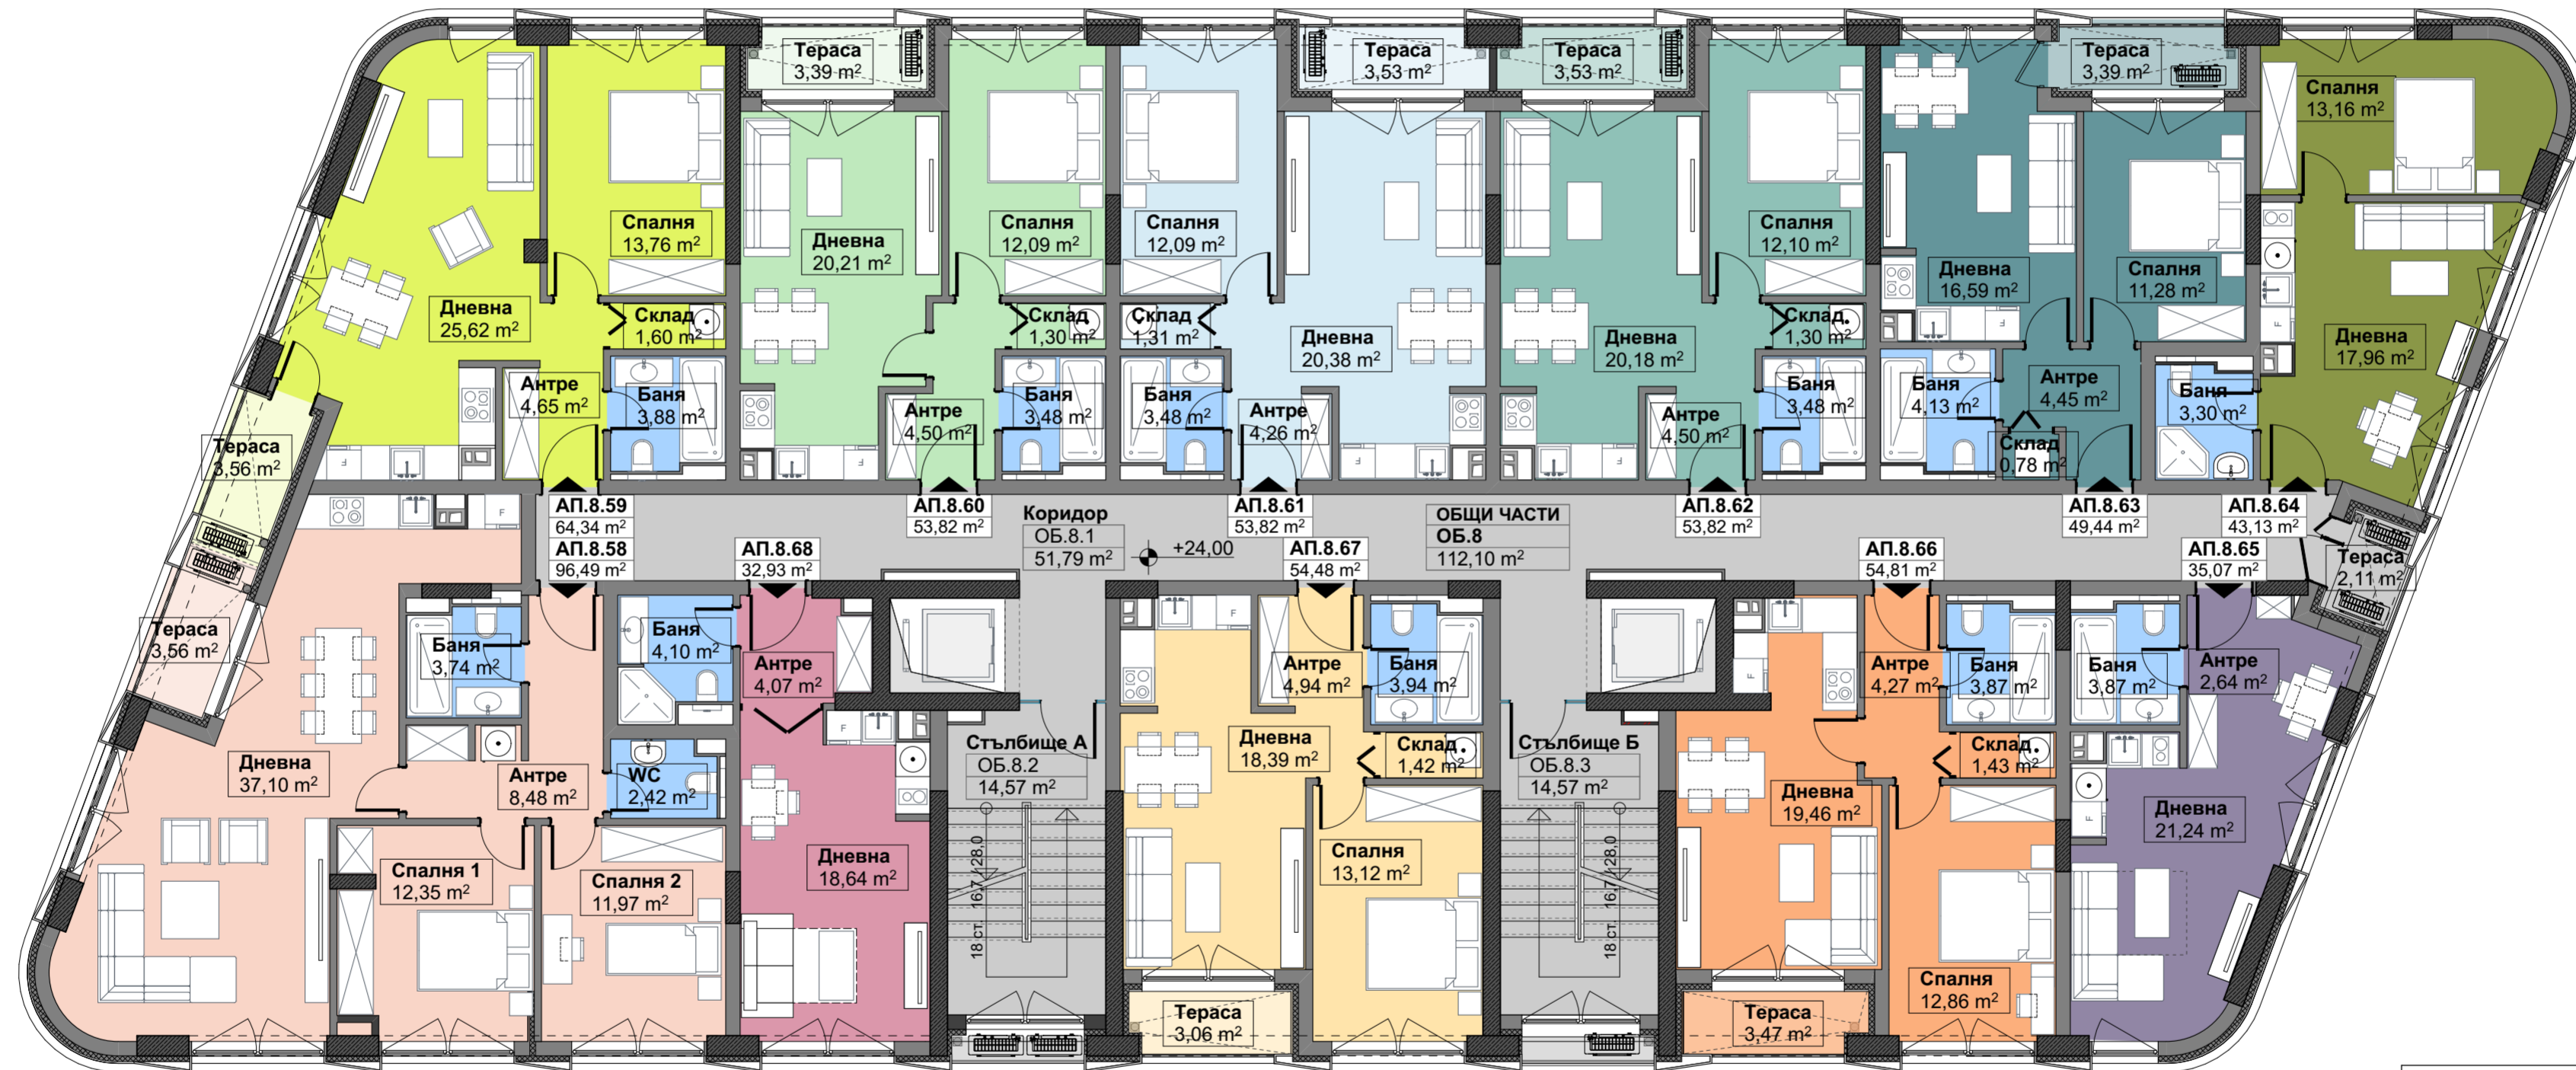 Тераса
3,39 m²
Тераса
3,53 m²
Тераса
3,53 m²
Тераса
3,39 m²
Спалня
13,16 m²
Спалня
13,76 m²
Дневна
20,21 m²
Спалня
12,09 m²
Спалня
12,09 m²
Спалня
12,10 m²
Дневна
16,59 m²
Спалня
11,28 m²
Дневна
25,62 m²
Склад
1,60 m²
Склад
1,30 m²
Склад
1,31 m²
Дневна
20,38 m²
Дневна
20,18 m²
Склад
1,30 m²
Дневна
17,96 m²
Антре
4,65 m²
Баня
3,88 m²
Антре
4,50 m²
Баня
3,48 m²
Баня
3,48 m²
Антре
4,26 m²
Антре
4,50 m²
Баня
3,48 m²
Баня
4,13 m²
Антре
4,45 m²
Баня
3,30 m²
Склад
0,78 m²
Тераса
3,56 m²
F
F
F
F
F
F
АП.8.59
64,34 m²
АП.8.58
96,49 m²
АП.8.68
32,93 m²
АП.8.60
53,82 m²
Коридор
ОБ.8.1
51,79 m²
+24,00
АП.8.61
53,82 m²
АП.8.67
54,48 m²
ОБЩИ ЧАСТИ
ОБ.8
112,10 m²
АП.8.62
53,82 m²
АП.8.66
54,81 m²
АП.8.63
49,44 m²
АП.8.64
43,13 m²
АП.8.65
35,07 m²
Тераса
2,11 m²
F
F
F
Тераса
3,56 m²
Баня
3,74 m²
Баня
4,10 m²
Антре
4,07 m²
Антре
4,94 m²
Баня
3,94 m²
Антре
4,27 m²
Баня
3,87 m²
Баня
3,87 m²
Антре
2,64 m²
F
F
Дневна
37,10 m²
Антре
8,48 m²
WC
2,42 m²
Стълбище А
ОБ.8.2
14,57 m²
Дневна
18,39 m²
Склад
1,42 m²
Стълбище Б
ОБ.8.3
14,57 m²
Дневна
19,46 m²
Склад
1,43 m²
Дневна
21,24 m²
F
Спалня 1
12,35 m²
Спалня 2
11,97 m²
Дневна
18,64 m²
18 ст. 16,7 / 28,0
Спалня
13,12 m²
18 ст. 16,7 / 28,0
Спалня
12,86 m²
Тераса
3,06 m²
Тераса
3,47 m²